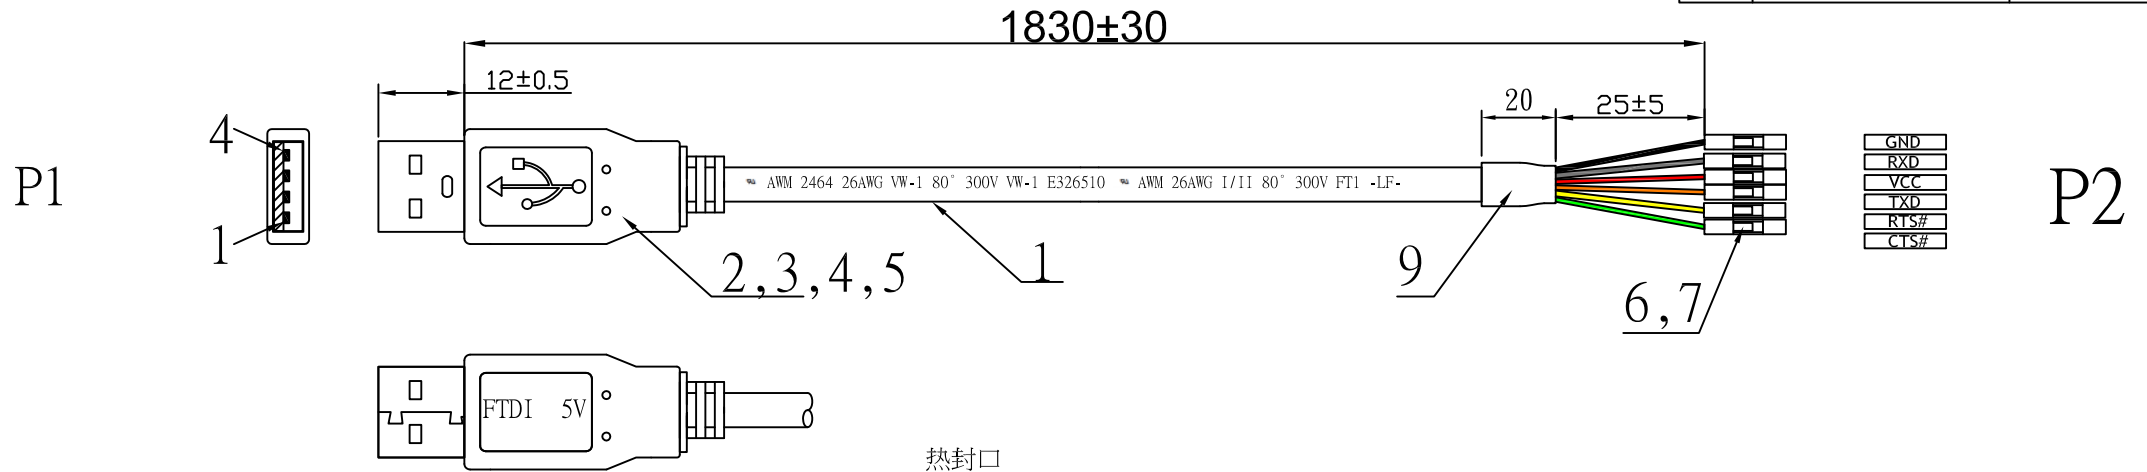 1830±30
12±0.5
20
25±5
4
P1
1
AWM 2464 26AWG VW-1 80° 300V VW-1 E326510 AWM 26AWG I/II 80° 300V FT1 -LF-
GND
RXD
VCC
TXD
RTS#
CTS#
P2
2,3,4,5
1
9
6,7
FTDI 5V
热封口